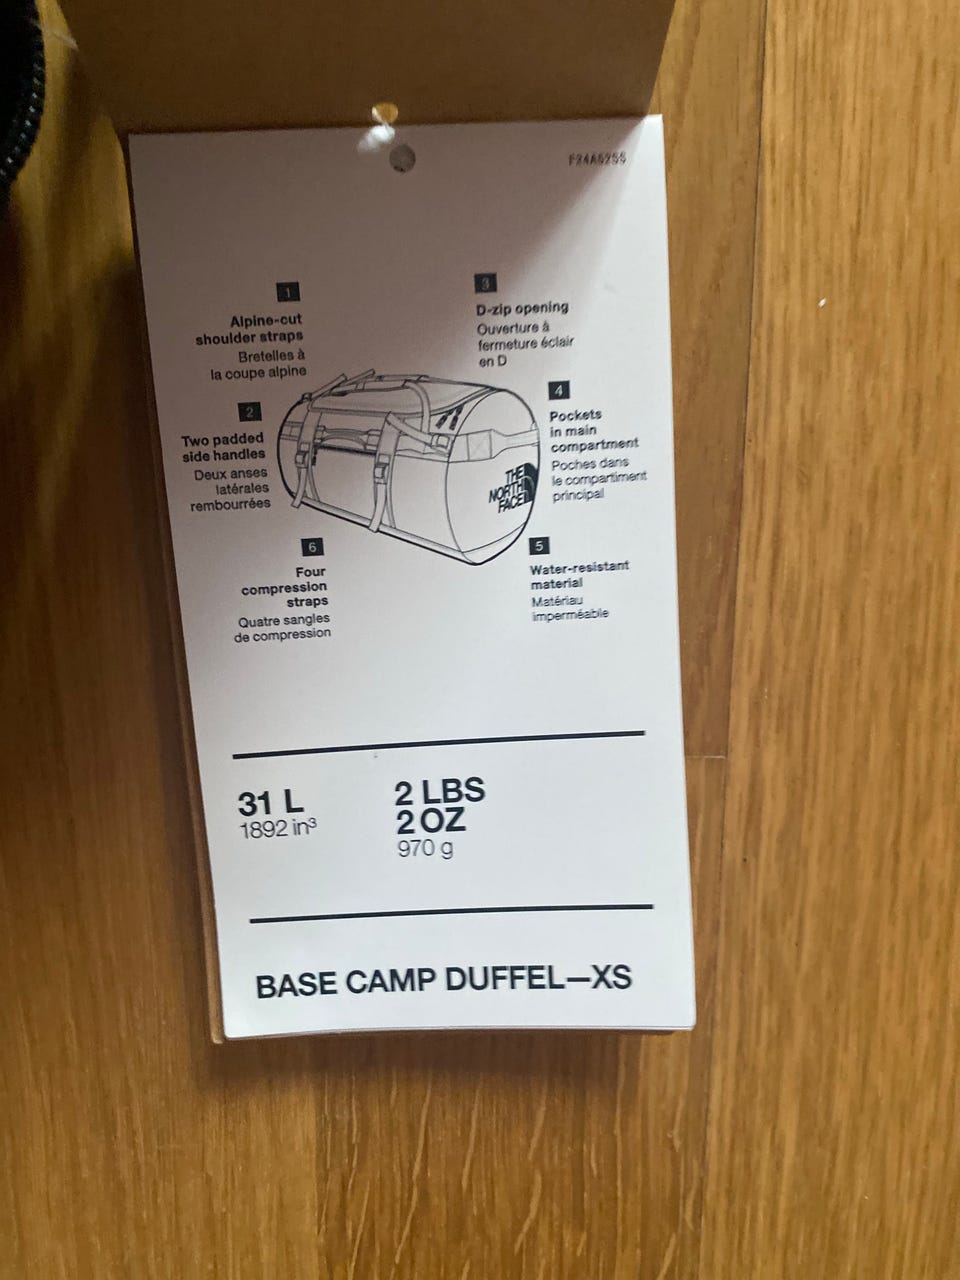 F24A5255
1
Alpine-cut
shoulder straps
Bretelles à
la coupe alpine
3
D-zip opening
Ouverture à
fermeture éclair
en D
2
Two padded
side handles
Deux anses
latérales
rembourrées
4
Pockets
in main
compartment
Poches dans
le compartiment
principal
THE
NORTH
FACE
6
Four
compression
straps
Quatre sangles
de compression
5
Water-resistant
material
Matériau
imperméable
31 L
1892 in³
2 LBS
2 OZ
970 g
BASE CAMP DUFFEL—XS